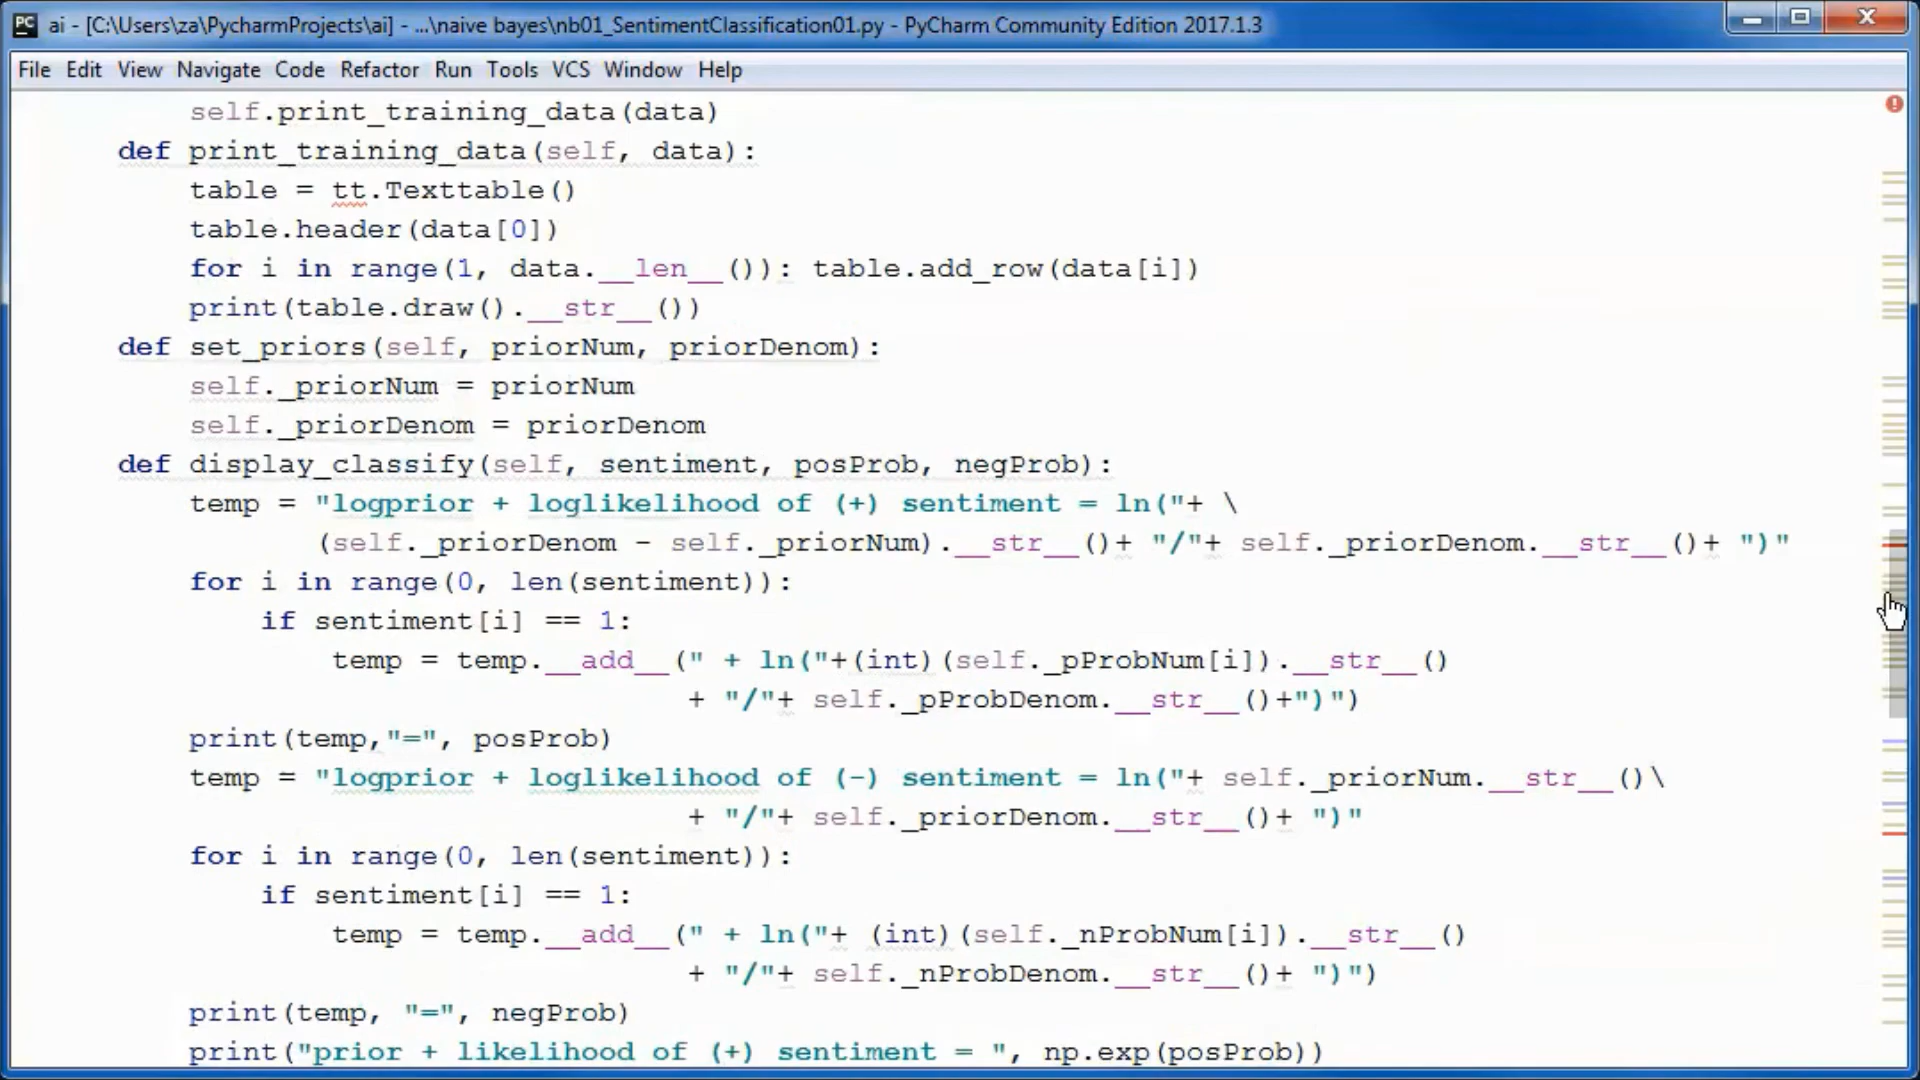 PC ai - [C:\Users\za\PycharmProjects\ai] - ...\naive bayes\nb01_SentimentClassification01.py - PyCharm Community Edition 2017.1.3
File Edit View Navigate Code Refactor Run Tools VCS Window Help
self.print_training_data(data)
def print_training_data(self, data):
table = tt.Texttable()
table.header(data[0])
for i in range(1, data.__len__()): table.add_row(data[i])
print(table.draw().__str__())
def set_priors(self, priorNum, priorDenom):
self._priorNum = priorNum
self._priorDenom = priorDenom
def display_classify(self, sentiment, posProb, negProb):
temp = "logprior + loglikelihood of (+) sentiment = ln("+ \
(self._priorDenom - self._priorNum).__str__()+ "/"+ self._priorDenom.__str__()+ ")"
for i in range(0, len(sentiment)):
if sentiment[i] == 1:
temp = temp.__add__(" + ln("+(int)(self._pProbNum[i]).__str__()
+ "/"+ self._pProbDenom.__str__()+")")
print(temp,"=", posProb)
temp = "logprior + loglikelihood of (-) sentiment = ln("+ self._priorNum.__str__()\
+ "/"+ self._priorDenom.__str__()+ ")"
for i in range(0, len(sentiment)):
if sentiment[i] == 1:
temp = temp.__add__(" + ln("+ (int)(self._nProbNum[i]).__str__()
+ "/"+ self._nProbDenom.__str__()+ ")")
print(temp, "=", negProb)
print("prior + likelihood of (+) sentiment = ", np.exp(posProb))